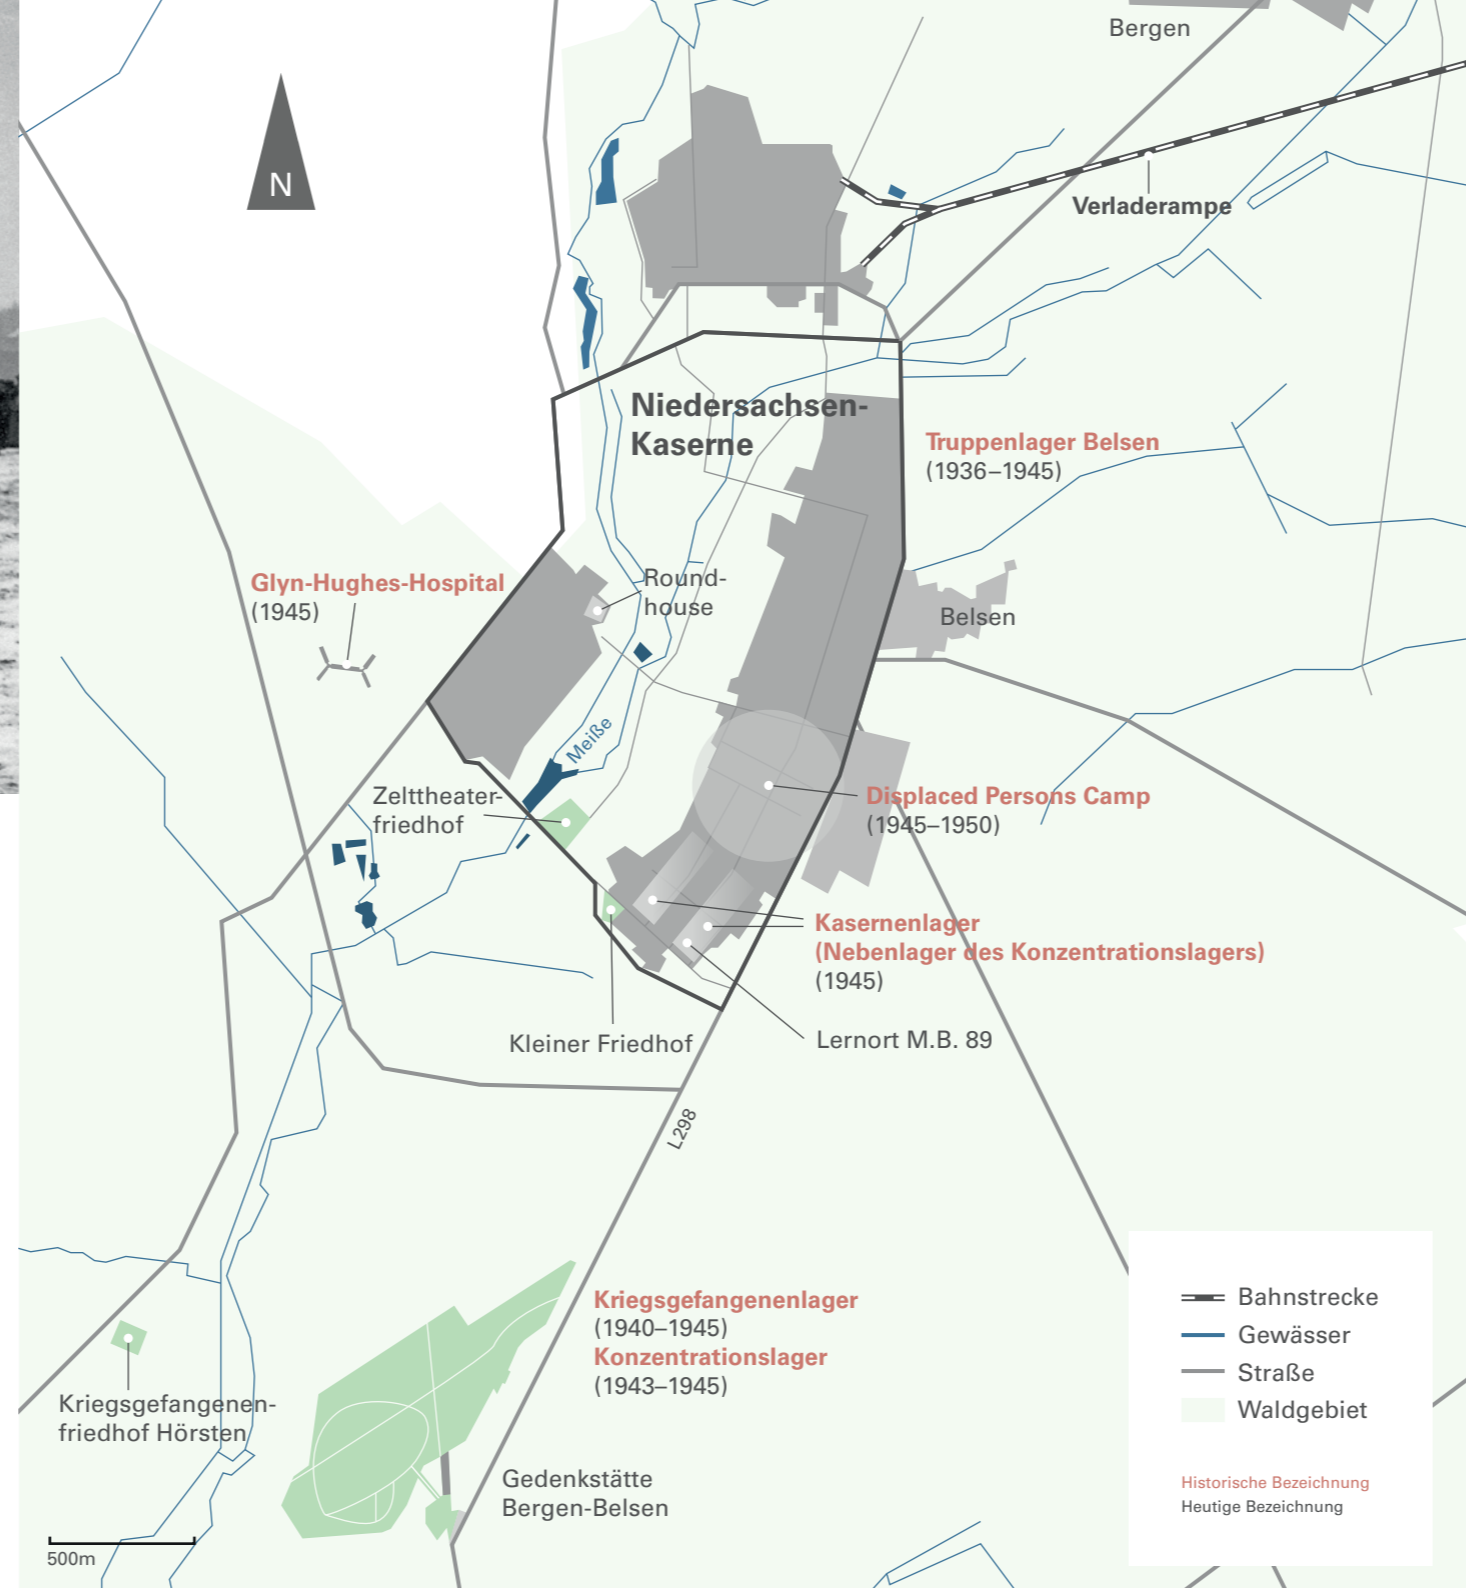 Bergen
N
Verladerampe
Niedersachsen-
Kaserne
Truppenlager Belsen
(1936–1945)
Glyn-Hughes-Hospital
(1945)
Round-
house
Belsen
Meiße
Zelttheater-
friedhof
Displaced Persons Camp
(1945–1950)
Kasernenlager
(Nebenlager des Konzentrationslagers)
(1945)
Kleiner Friedhof
Lernort M.B. 89
L298
Kriegsgefangenenlager
(1940–1945)
Konzentrationslager
(1943–1945)
Kriegsgefangenen-
friedhof Hörsten
Gedenkstätte
Bergen-Belsen
500m
Bahnstrecke
Gewässer
Straße
Waldgebiet
Historische Bezeichnung
Heutige Bezeichnung